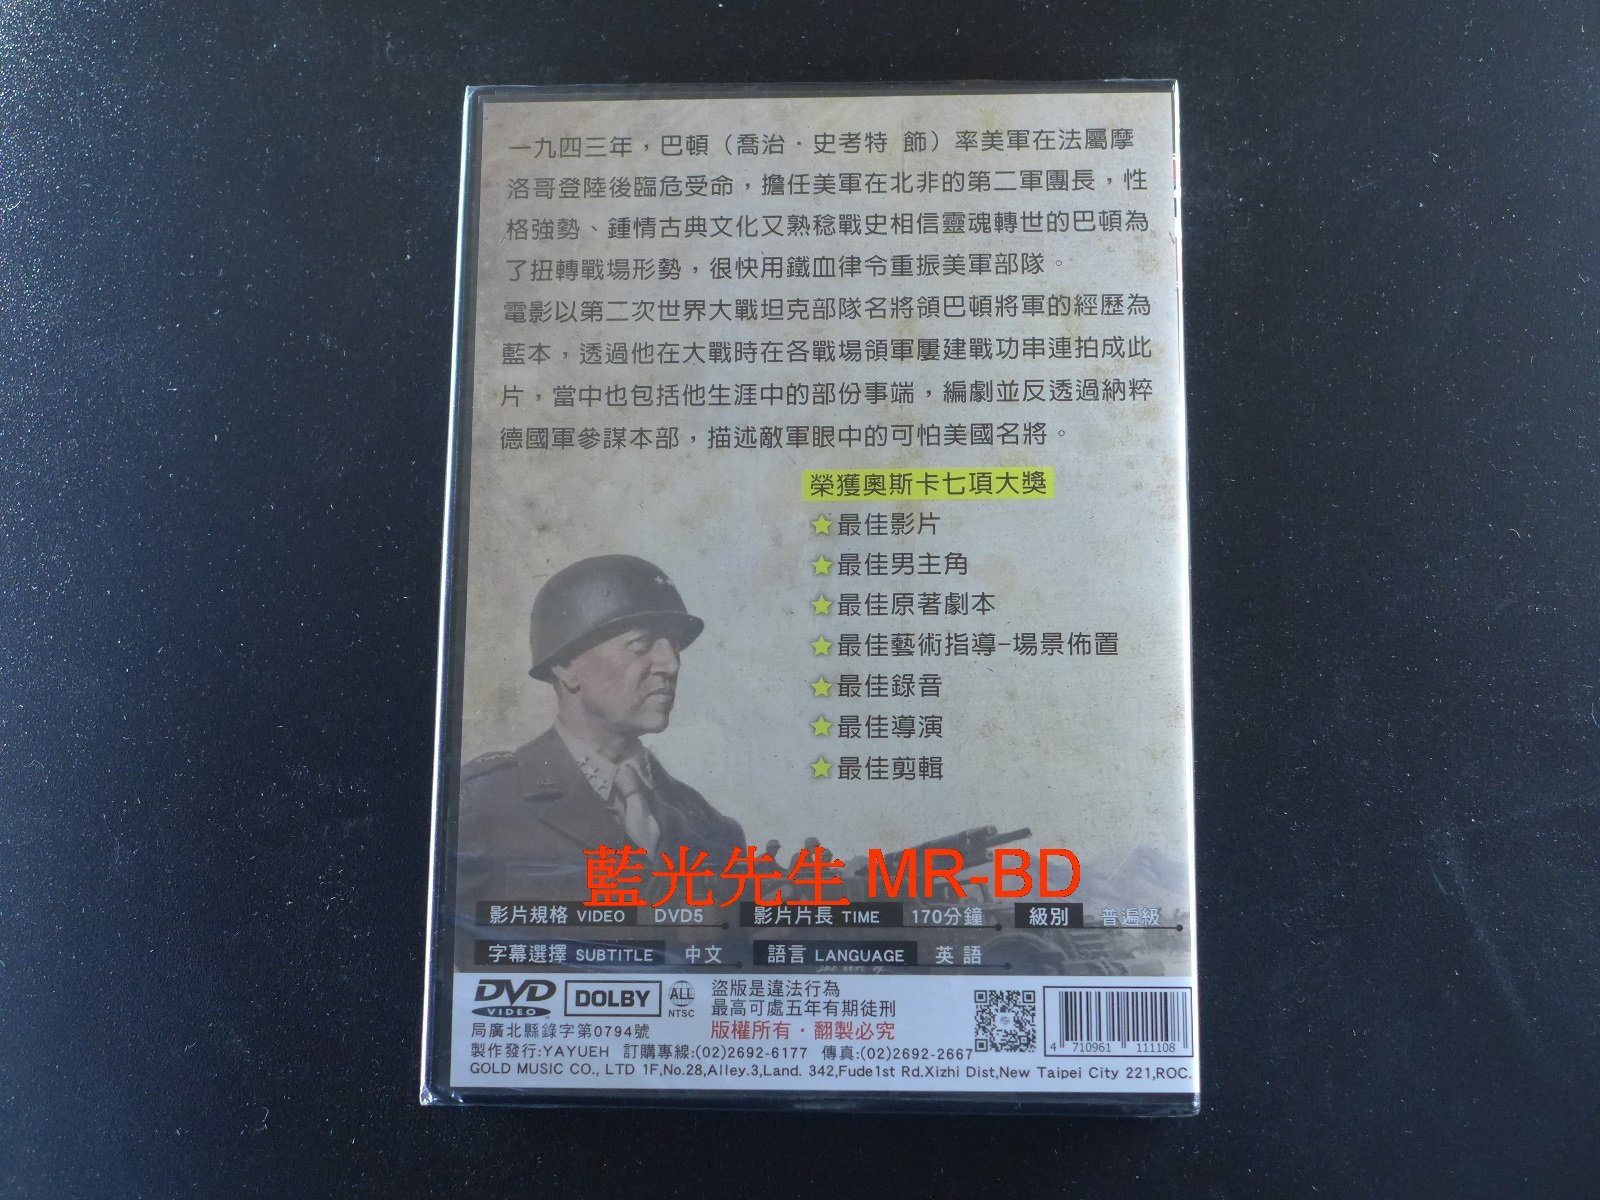 一九四三年，巴頓（喬治·史考特 飾）率美軍在法屬摩
洛哥登陸後臨危受命，擔任美軍在北非的第二軍團長，性
格強勢、鍾情古典文化又熟稔戰史相信靈魂轉世的巴頓為
了扭轉戰場形勢，很快用鐵血律令重振美軍部隊。
電影以第二次世界大戰坦克部隊名將領巴頓將軍的經歷為
藍本，透過他在大戰時在各戰場領軍屢建戰功串連拍成此
片，當中也包括他生涯中的部份事端，編劇並反透過納粹
德國軍參謀本部，描述敵軍眼中的可怕美國名將。
榮獲奧斯卡七項大獎
最佳影片
最佳男主角
最佳原著劇本
最佳藝術指導-場景佈置
最佳錄音
最佳導演
最佳剪輯
藍光先生 MR-BD
影片規格 VIDEO DVD5 影片片長 TIME 170分鐘 級別 普遍級
字幕選擇 SUBTITLE 中文 語言 LANGUAGE 英語
DVD VIDEO DOLBY ALL NTSC
盜版是違法行為
最高可處五年有期徒刑
版權所有·翻製必究
局廣北縣錄字第0794號
製作發行:YAYUEH 訂購專線:(02)2692-6177 傳真:(02)2692-2667
GOLD MUSIC CO., LTD 1F,No.28,Alley.3,Land. 342,Fude1st Rd.Xizhi Dist,New Taipei City 221,ROC.
4 710961 111108